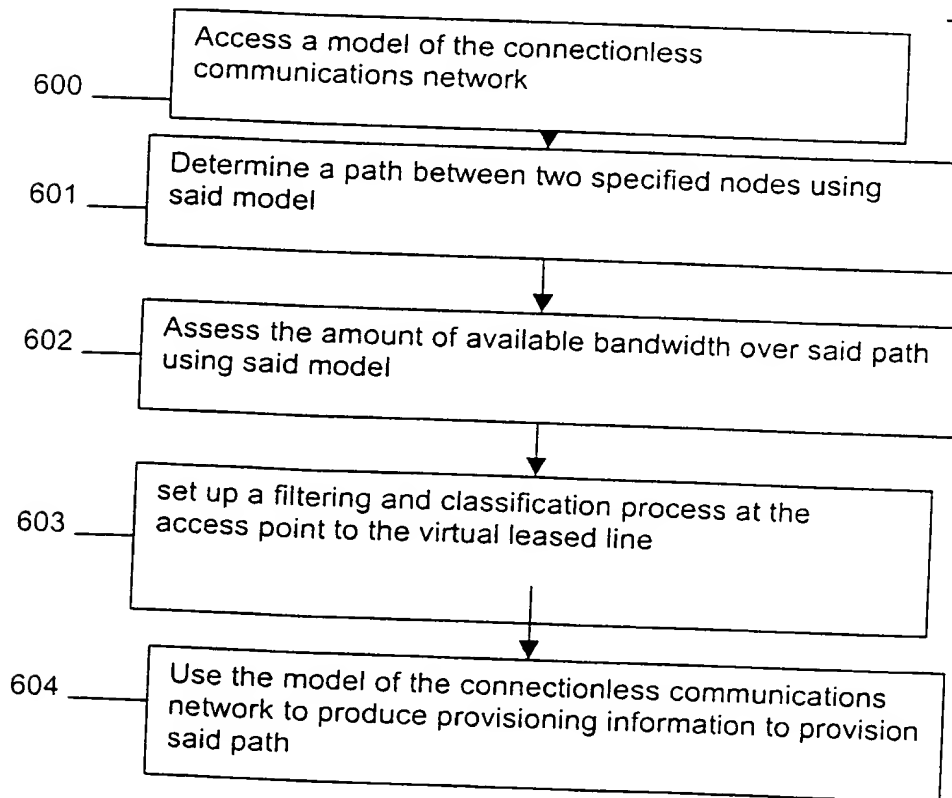 Access a model of the connectionless
communications network
600
Determine a path between two specified nodes using
said model
601
Assess the amount of available bandwidth over said path
using said model
602
set up a filtering and classification process at the
access point to the virtual leased line
603
Use the model of the connectionless communications
network to produce provisioning information to provision
said path
604